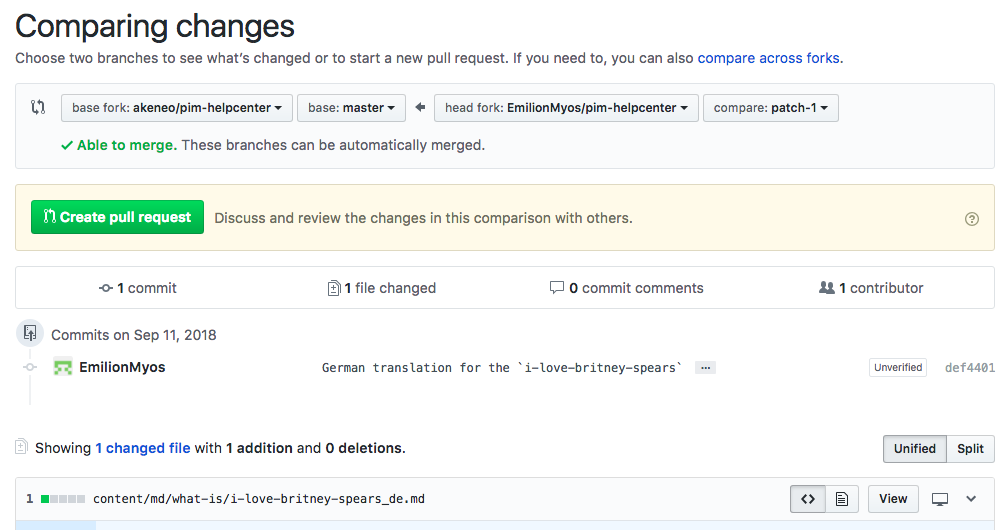 Comparing changes
Choose two branches to see what's changed or to start a new pull request. If you need to, you can also compare across forks.
base fork: akeneo/pim-helpcenter base: master head fork: EmilionMyos/pim-helpcenter compare: patch-1
Able to merge. These branches can be automatically merged.
Create pull request Discuss and review the changes in this comparison with others.
1 commit 1 file changed 0 commit comments 1 contributor
Commits on Sep 11, 2018
EmilionMyos German translation for the `i-love-britney-spears` ... Unverified def4401
Showing 1 changed file with 1 addition and 0 deletions. Unified Split
1 content/md/what-is/i-love-britney-spears_de.md View